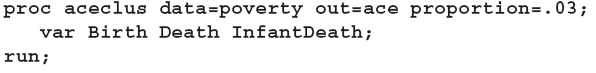 proc aceclus data=poverty out=ace proportion=.03;
   var Birth Death InfantDeath;
run;